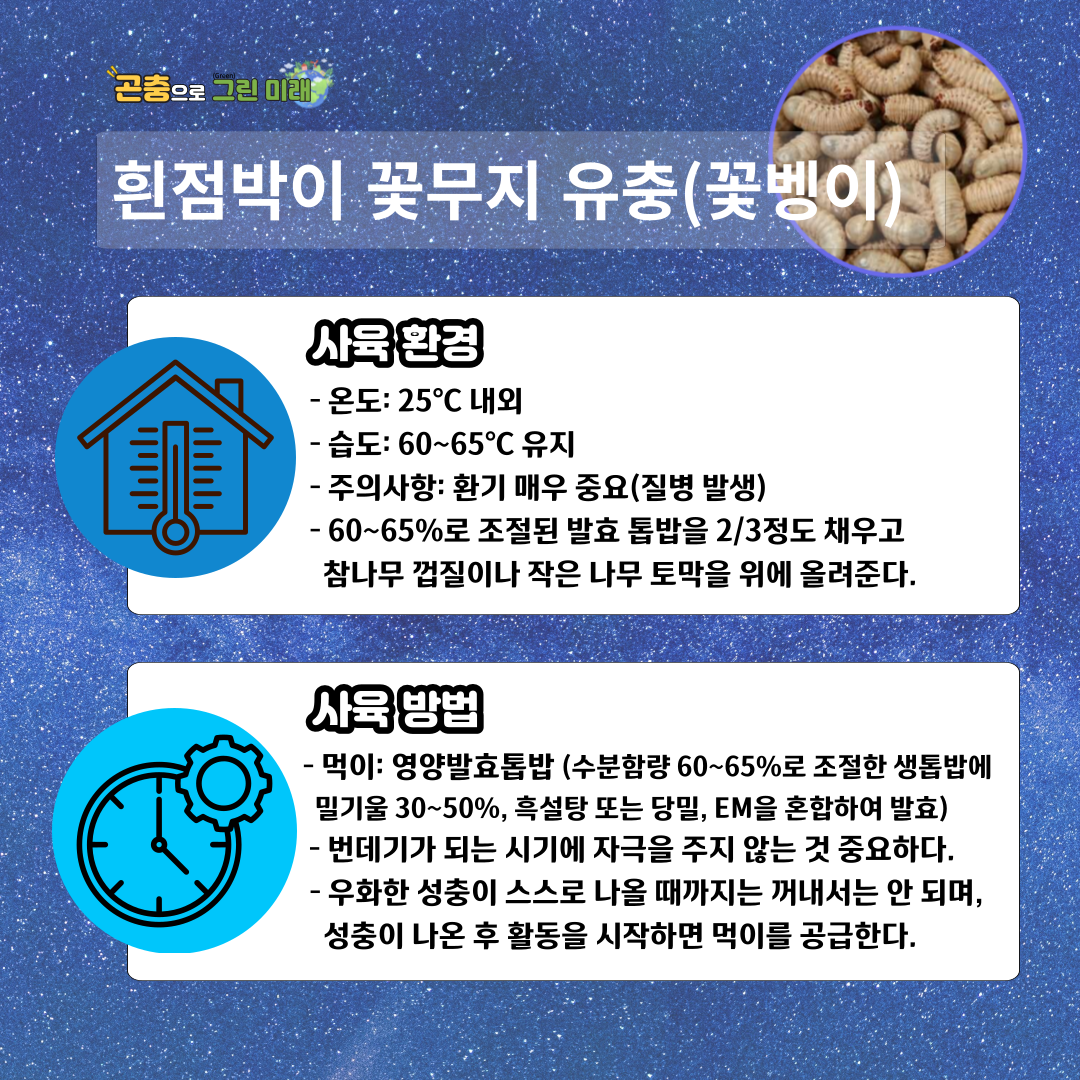 (Green)
곤충으로 그린 미래
흰점박이 꽃무지 유충(꽃벵이)
사육 환경
- 온도: 25℃ 내외
- 습도: 60~65℃ 유지
- 주의사항: 환기 매우 중요(질병 발생)
- 60~65%로 조절된 발효 톱밥을 2/3정도 채우고
참나무 껍질이나 작은 나무 토막을 위에 올려준다.
사육 방법
- 먹이: 영양발효톱밥 (수분함량 60~65%로 조절한 생톱밥에
밀기울 30~50%, 흑설탕 또는 당밀, EM을 혼합하여 발효)
- 번데기가 되는 시기에 자극을 주지 않는 것 중요하다.
- 우화한 성충이 스스로 나올 때까지는 꺼내서는 안 되며,
성충이 나온 후 활동을 시작하면 먹이를 공급한다.